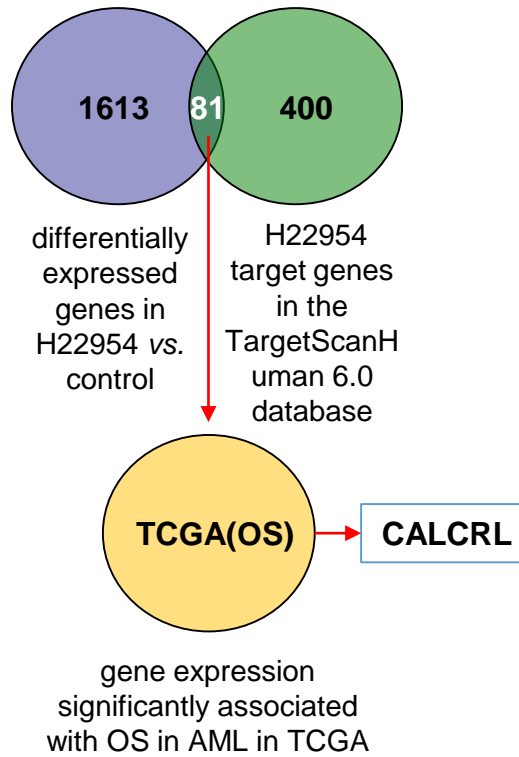 1613 81 400
differentially
expressed
genes in
H22954 vs.
control
H22954
target genes
in the
TargetScanH
uman 6.0
database
TCGA(OS)
CALCRL
gene expression
significantly associated
with OS in AML in TCGA